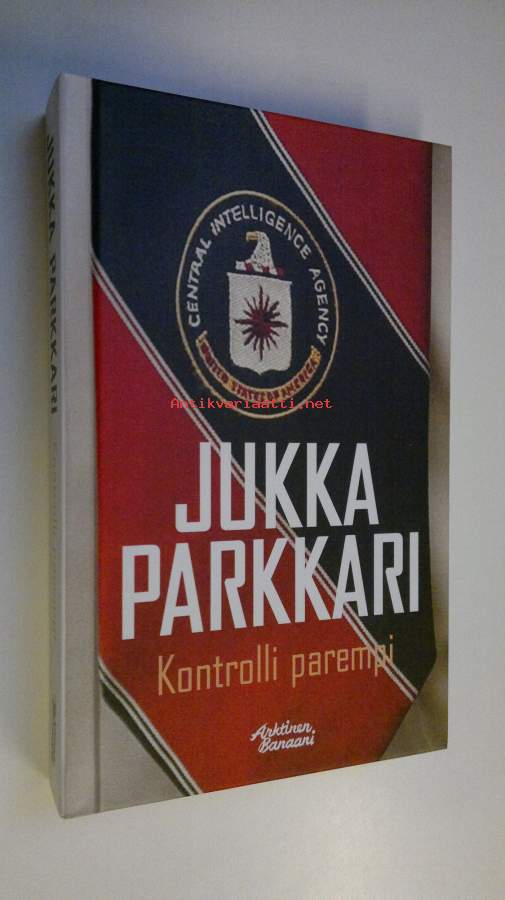 JUKKA PARKKARI
CENTRAL INTELLIGENCE AGENCY
UNITED STATES OF AMERICA
Antikvariaatti.net
JUKKA
PARKKARI
Kontrolli parempi
Arktinen
Banaani